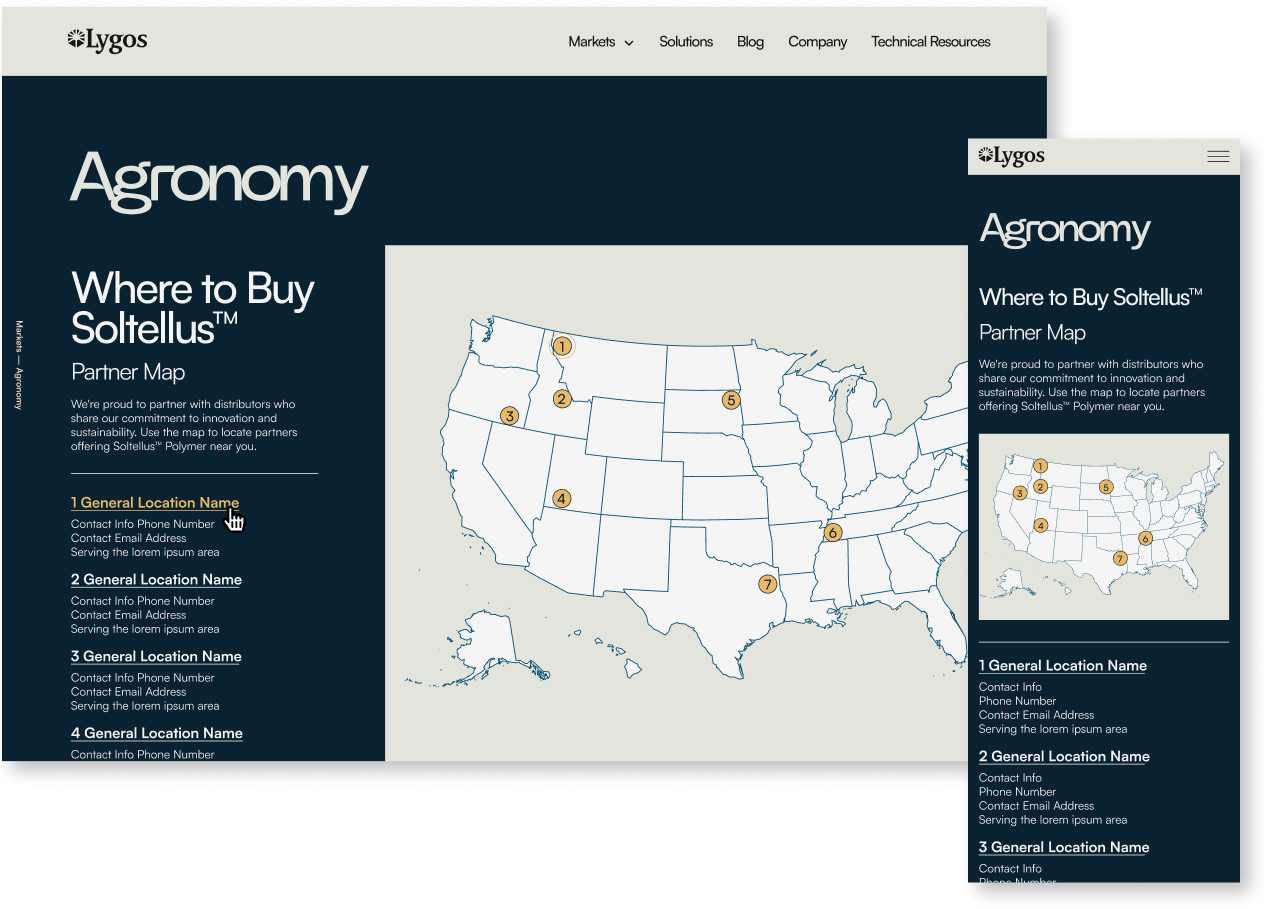 Lygos
Markets Solutions Blog Company Technical Resources
Agronomy
Markets — Agronomy
Where to Buy
Soltellus™
Partner Map
We're proud to partner with distributors who
share our commitment to innovation and
sustainability. Use the map to locate partners
offering Soltellus™ Polymer near you.
1 General Location Name
Contact Info Phone Number
Contact Email Address
Serving the lorem ipsum area
2 General Location Name
Contact Info Phone Number
Contact Email Address
Serving the lorem ipsum area
3 General Location Name
Contact Info Phone Number
Contact Email Address
Serving the lorem ipsum area
4 General Location Name
Contact Info Phone Number
1
2
3
4
5
6
7
Lygos
Agronomy
Where to Buy Soltellus™
Partner Map
We're proud to partner with distributors who
share our commitment to innovation and
sustainability. Use the map to locate partners
offering Soltellus™ Polymer near you.
1
2
3
4
5
6
7
1 General Location Name
Contact Info
Phone Number
Contact Email Address
Serving the lorem ipsum area
2 General Location Name
Contact Info
Phone Number
Contact Email Address
Serving the lorem ipsum area
3 General Location Name
Contact Info
Phone Number